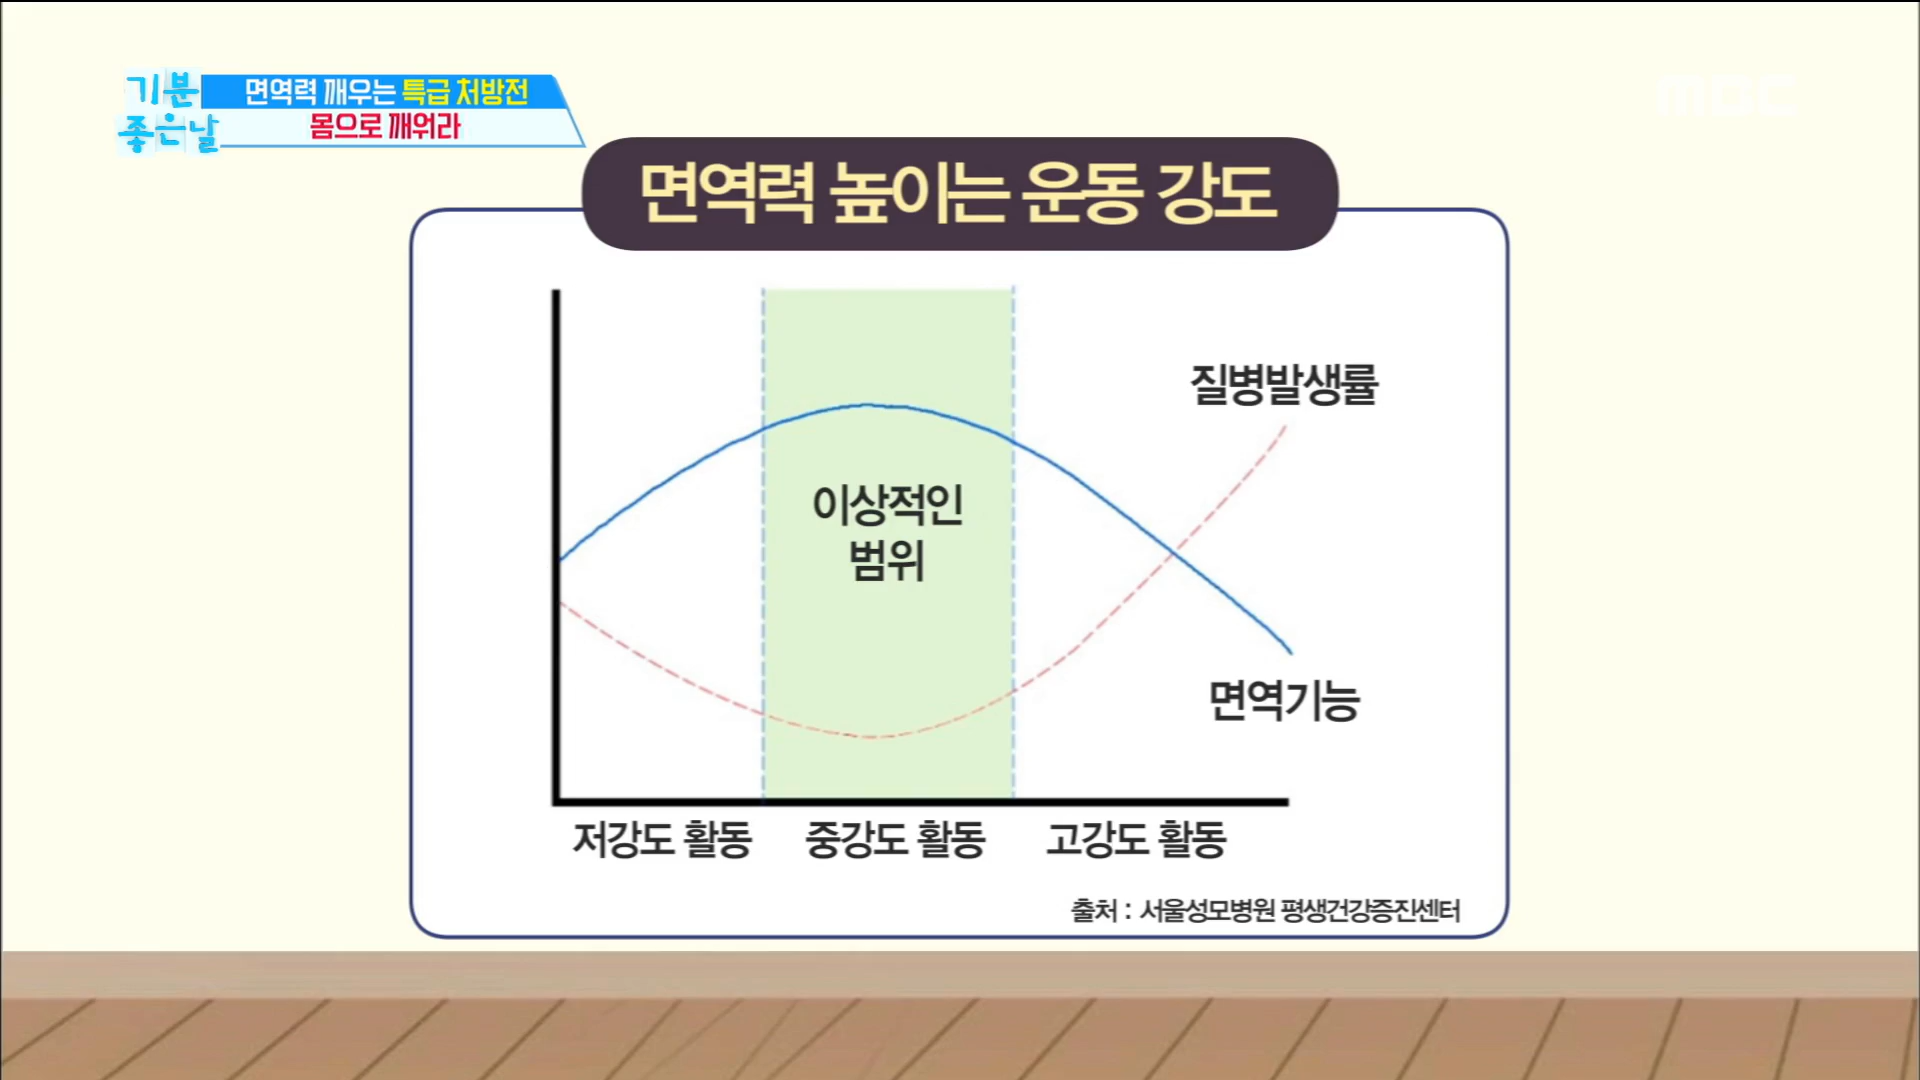 기분
좋은날
면역력 깨우는 특급 처방전
몸으로 깨워라
mbc
면역력 높이는 운동 강도
질병발생률
이상적인
범위
면역기능
저강도 활동 중강도 활동 고강도 활동
출처 : 서울성모병원 평생건강증진센터